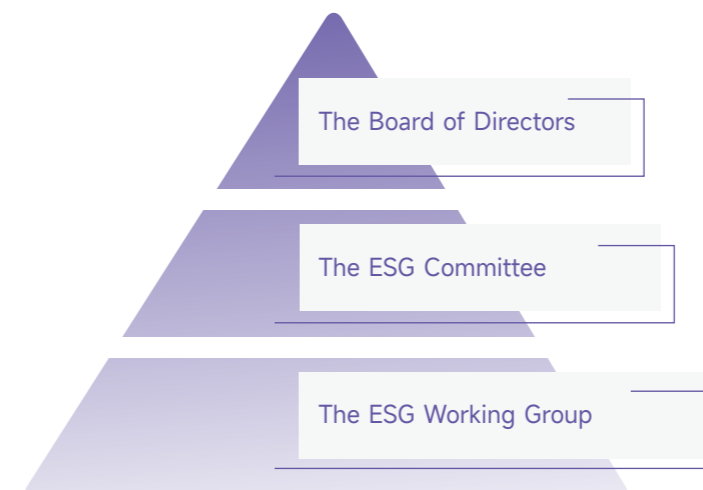 The Board of Directors
The ESG Committee
The ESG Working Group